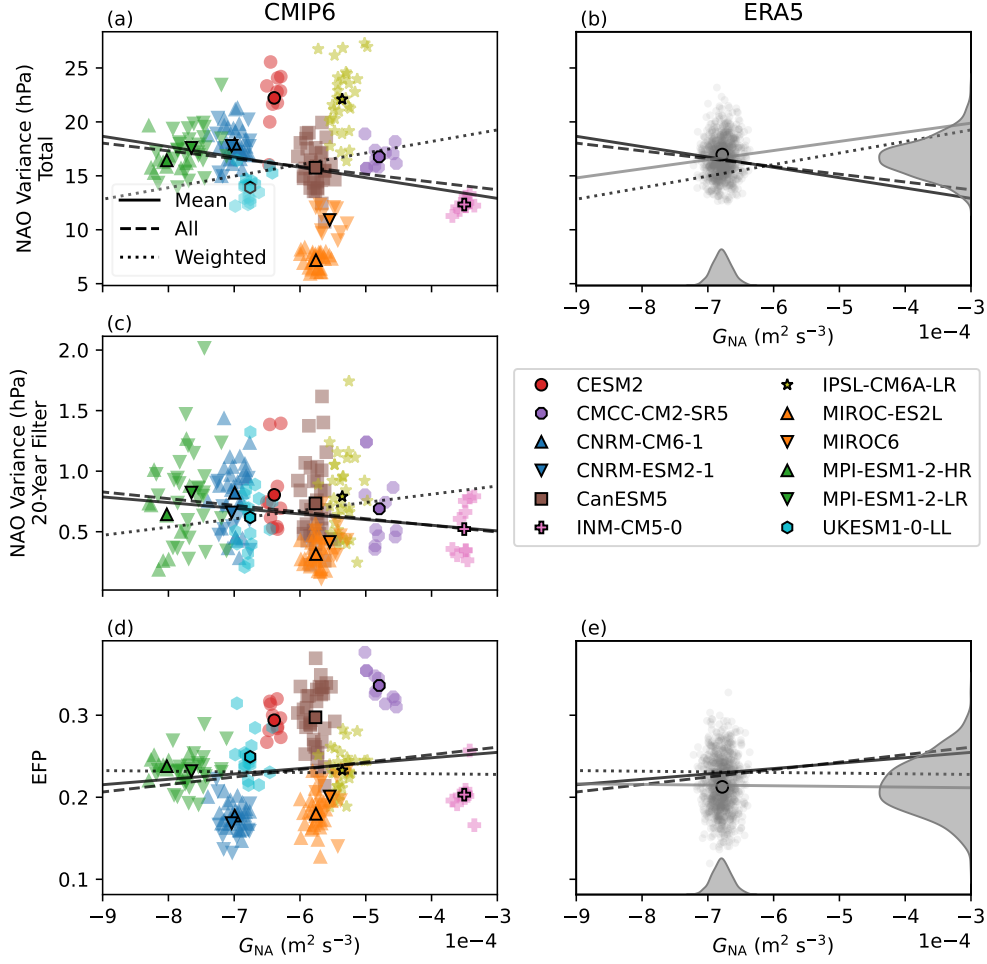 CMIP6
ERA5
(a)
(b)
NAO Variance (hPa)
Total
25
20
15
10
5
Mean
All
Weighted
−9
−8
−7
−6
−5
−4
−3
G_NA (m² s⁻³)
1e−4
(c)
NAO Variance (hPa)
20-Year Filter
2.0
1.5
1.0
0.5
CESM2
CMCC-CM2-SR5
CNRM-CM6-1
CNRM-ESM2-1
CanESM5
INM-CM5-0
IPSL-CM6A-LR
MIROC-ES2L
MIROC6
MPI-ESM1-2-HR
MPI-ESM1-2-LR
UKESM1-0-LL
(d)
EFP
0.3
0.2
0.1
−9
−8
−7
−6
−5
−4
−3
G_NA (m² s⁻³)
1e−4
(e)
−9
−8
−7
−6
−5
−4
−3
G_NA (m² s⁻³)
1e−4